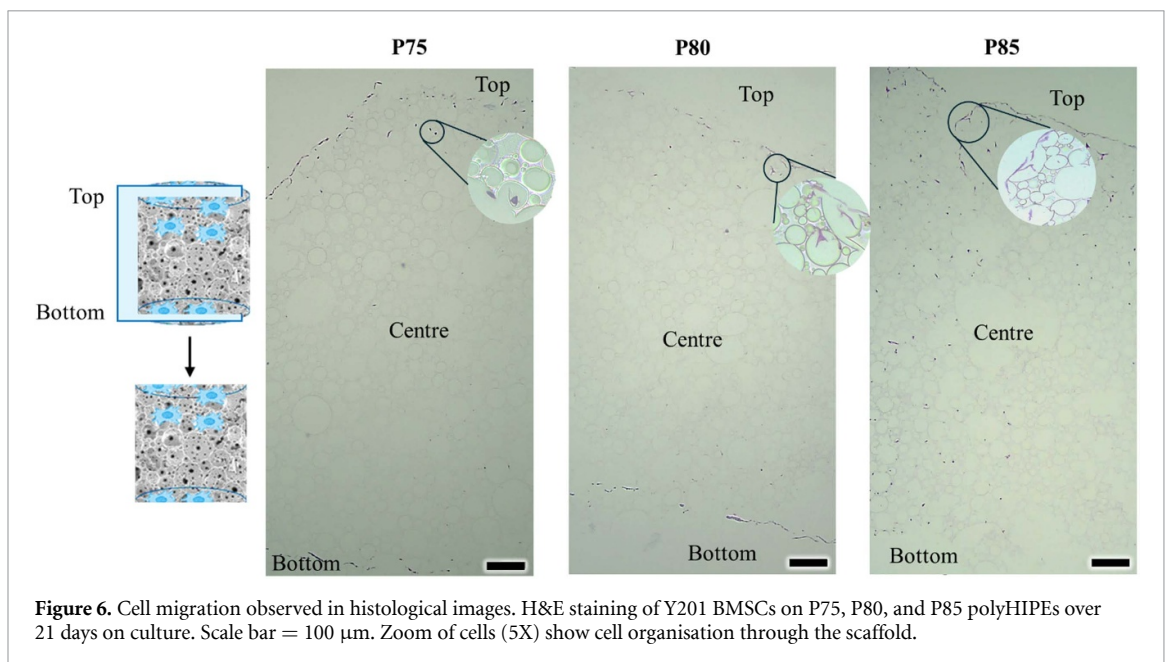 P75
P80
P85
Top
Top
Top
Top
Bottom
Centre
Centre
Centre
Bottom
Bottom
Bottom
Figure 6. Cell migration observed in histological images. H&E staining of Y201 BMSCs on P75, P80, and P85 polyHIPEs over
21 days on culture. Scale bar = 100 μm. Zoom of cells (5X) show cell organisation through the scaffold.